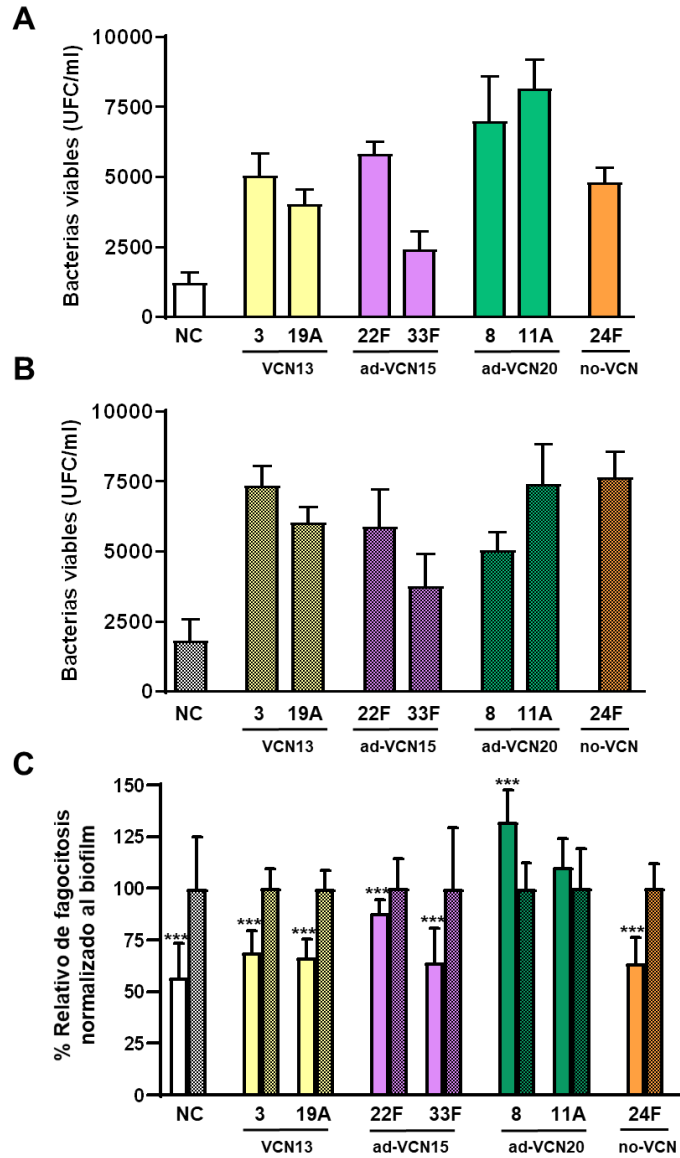 A
Bacterias viables (UFC/ml)
10000
7500
5000
2500
0
NC 3 19A 22F 33F 8 11A 24F
VCN13 ad-VCN15 ad-VCN20 no-VCN
B
Bacterias viables (UFC/ml)
10000
7500
5000
2500
0
NC 3 19A 22F 33F 8 11A 24F
VCN13 ad-VCN15 ad-VCN20 no-VCN
C
% Relativo de fagocitosis
normalizado al biofilm
150
125
100
75
50
25
0
*** *** *** *** *** *** ***
NC 3 19A 22F 33F 8 11A 24F
VCN13 ad-VCN15 ad-VCN20 no-VCN